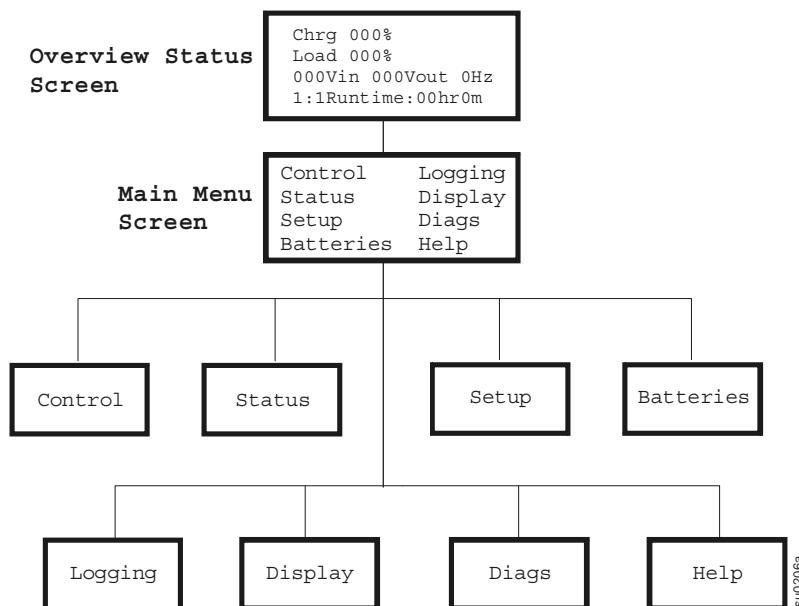 Overview Status
Screen
Chrg 000%
Load 000%
000Vin 000Vout 0Hz
1:1Runtime:00hr0m
Main Menu
Screen
Control Logging
Status Display
Setup Diags
Batteries Help
Control
Status
Setup
Batteries
Logging
Display
Diags
Help
su0206a